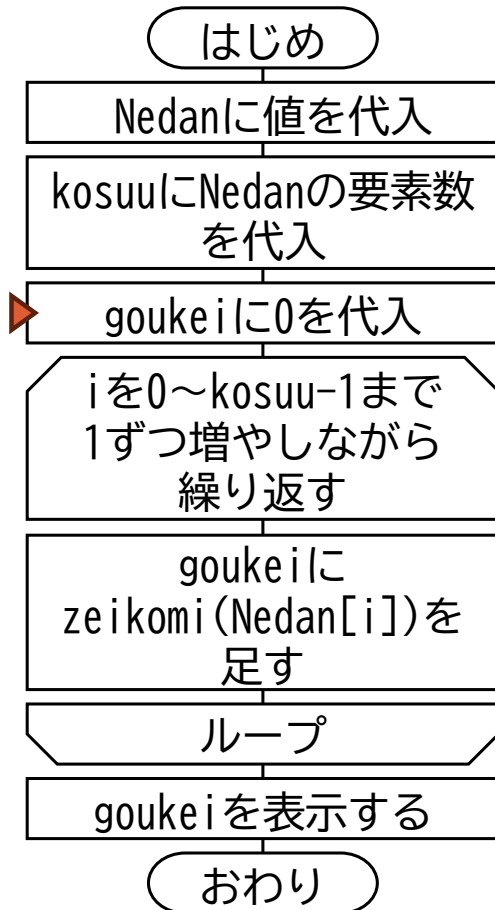 はじめ
Nedanに値を代入
kosuuにNedanの要素数
を代入
goukeiに0を代入
iを0～kosuu-1まで
1ずつ増やしながら
繰り返す
goukeiに
zeikomi(Nedan[i])を
足す
ループ
goukeiを表示する
おわり